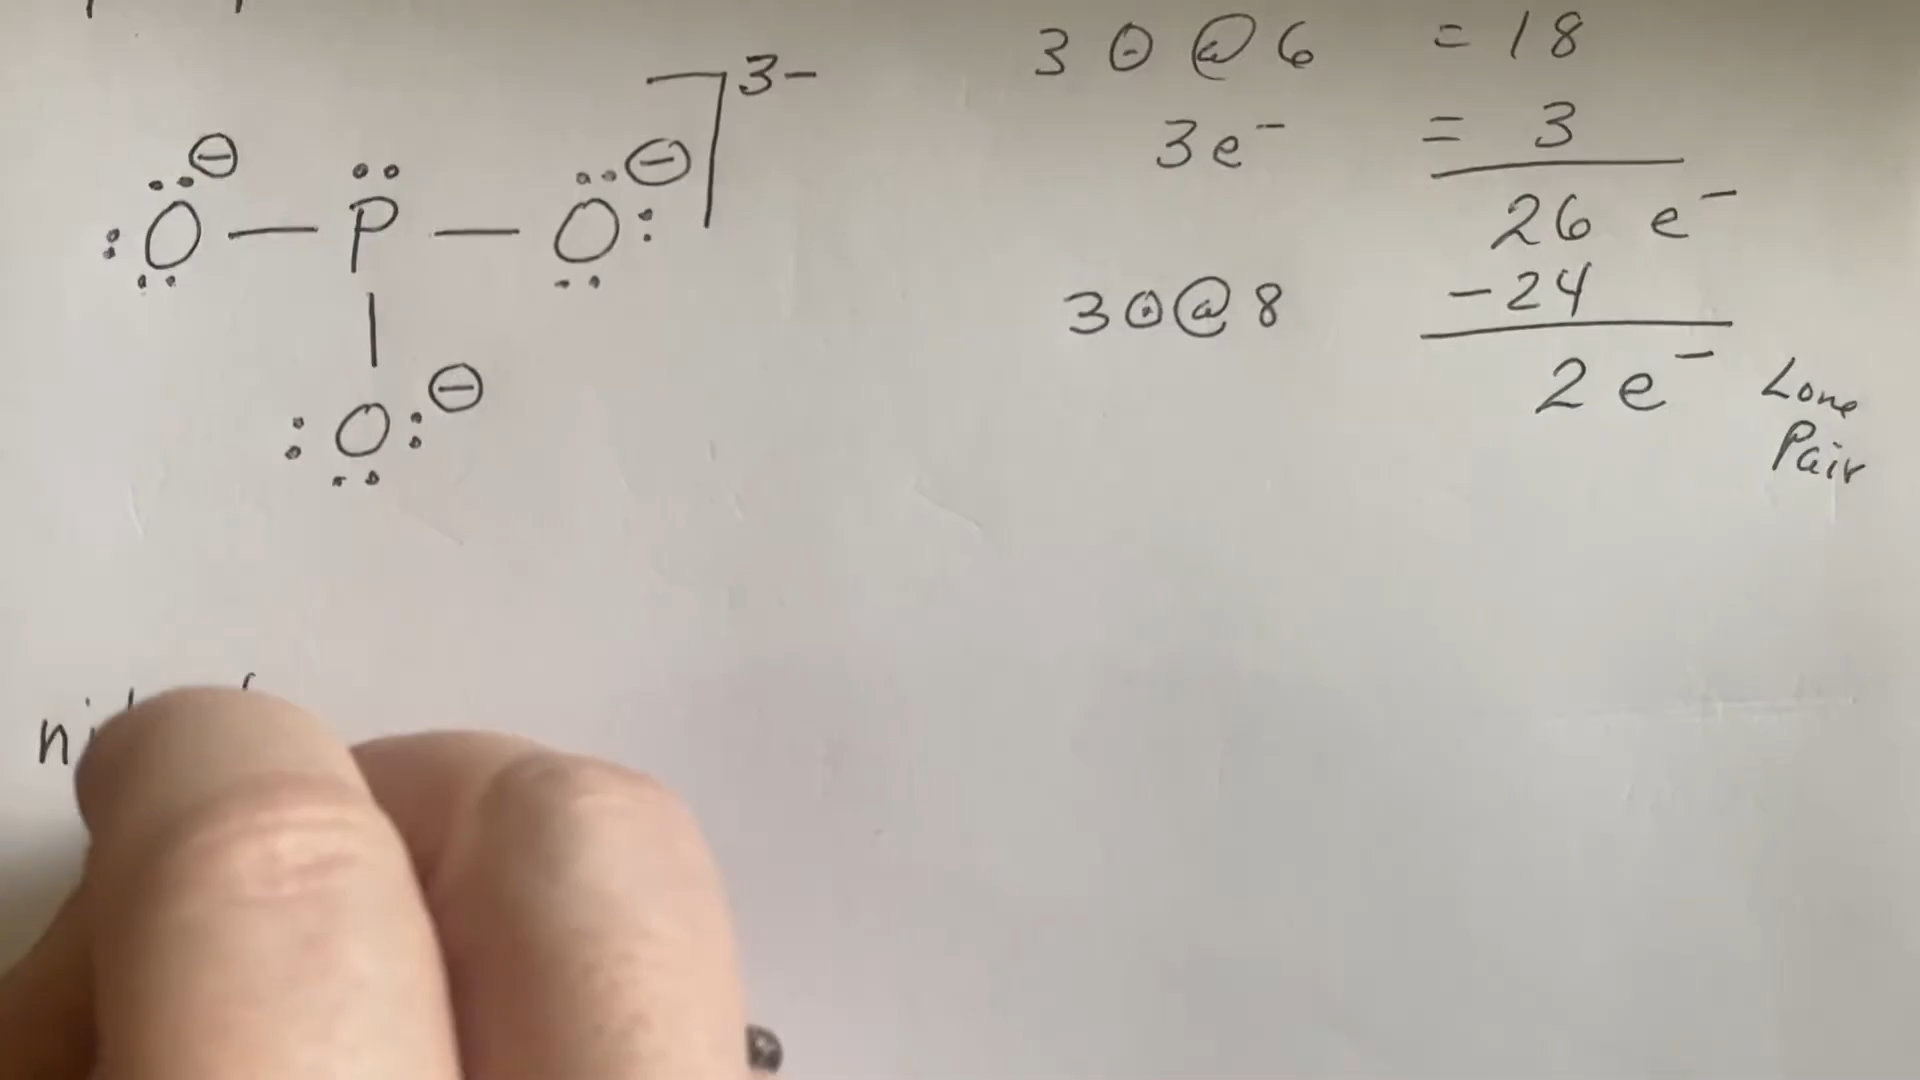 3 O @ 6 = 18
3e⁻ = 3
26 e⁻
3 O @ 8 - 24
2 e⁻ Lone Pair
3-
O — P — O
O